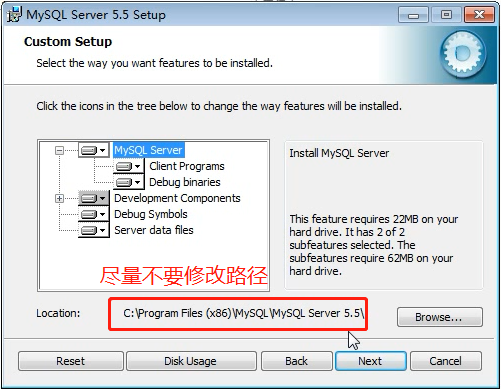 MySQL Server 5.5 Setup
Custom Setup
Select the way you want features to be installed.
Click the icons in the tree below to change the way features will be installed.
MySQL Server
Client Programs
Debug binaries
Development Components
Debug Symbols
Server data files
Install MySQL Server
This feature requires 22MB on your
hard drive. It has 2 of 2
subfeatures selected. The
subfeatures require 62MB on your
hard drive.
尽量不要修改路径
Location:
C:\Program Files (x86)\MySQL\MySQL Server 5.5\
Browse...
Reset
Disk Usage
Back
Next
Cancel